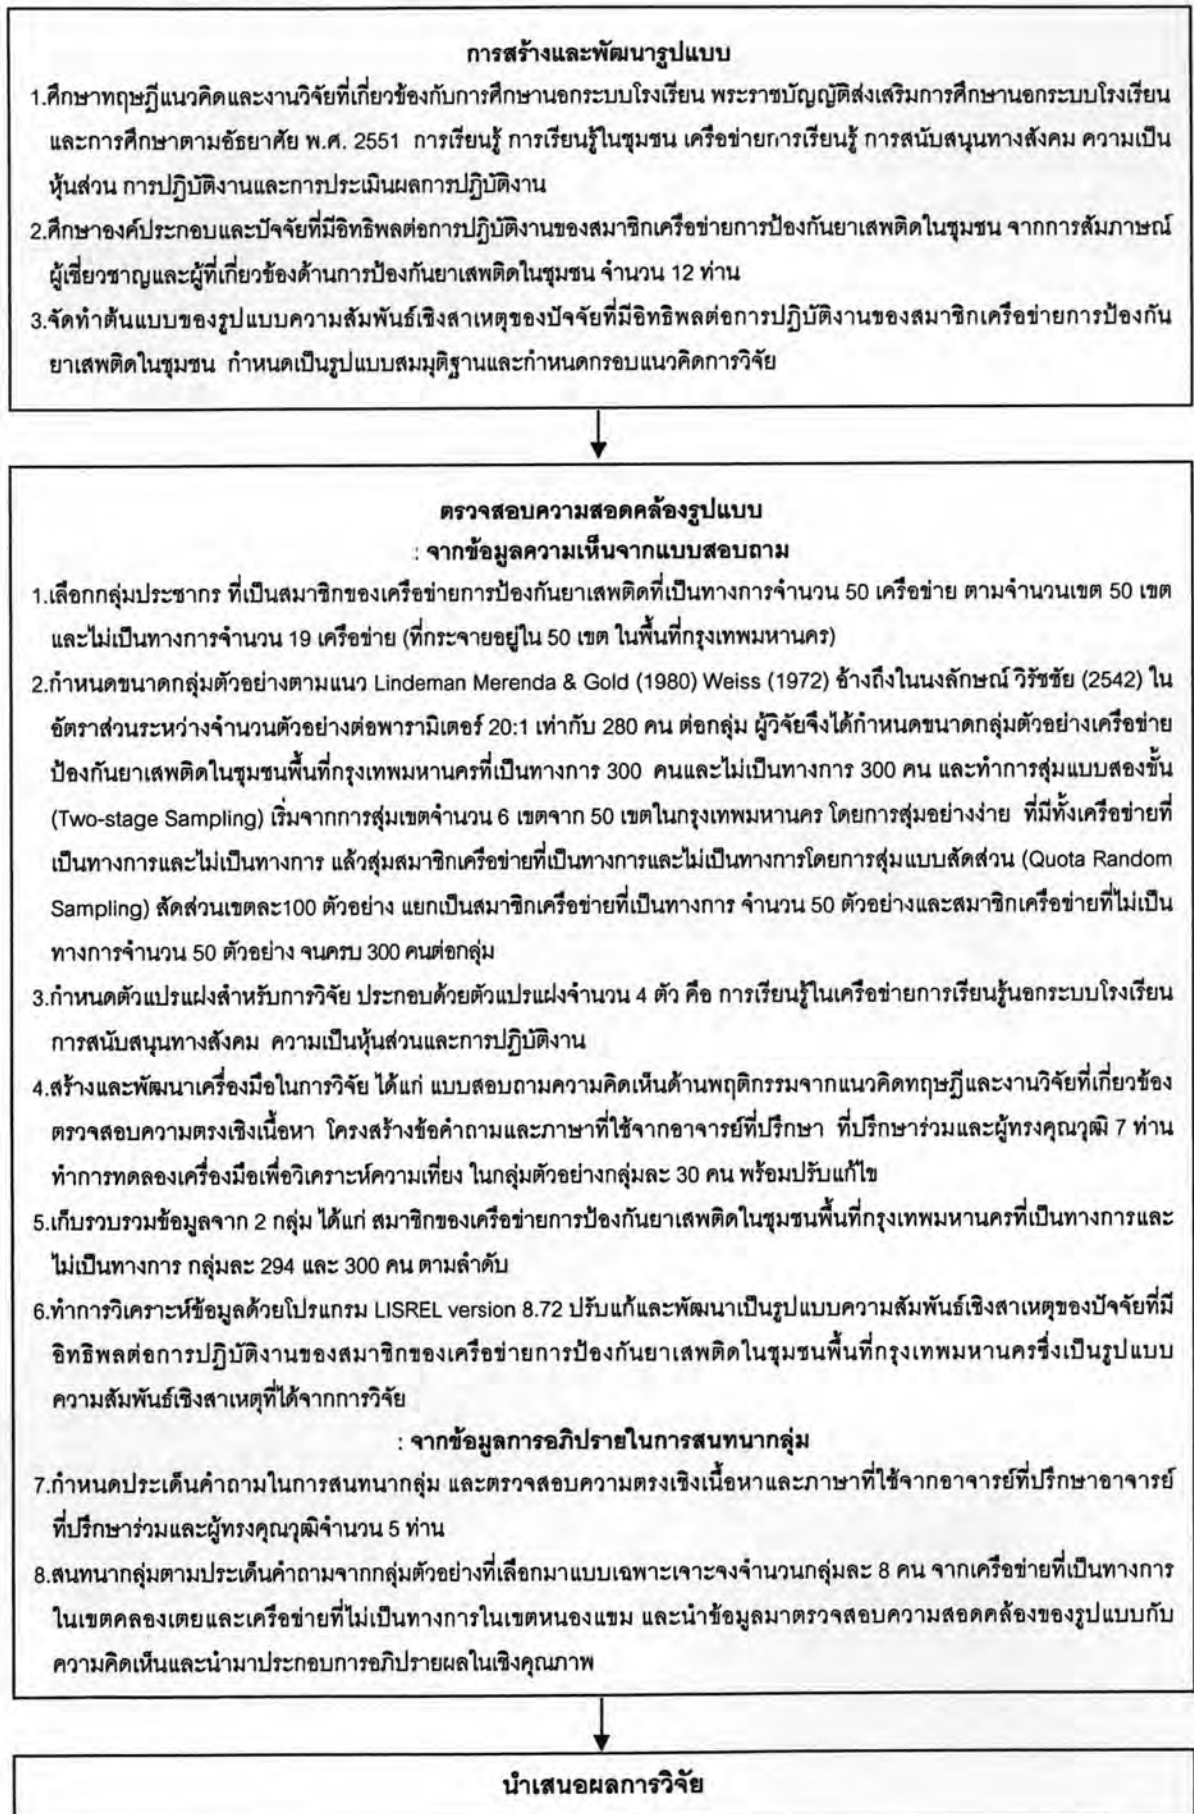 การสร้างและพัฒนารูปแบบ
1.ศึกษาทฤษฎีแนวคิดและงานวิจัยที่เกี่ยวข้องกับการศึกษานอกระบบโรงเรียน พระราชบัญญัติส่งเสริมการศึกษานอกระบบโรงเรียน
และการศึกษาตามอัธยาศัย พ.ศ. 2551 การเรียนรู้ การเรียนรู้ในชุมชน เครือข่ายการเรียนรู้ การสนับสนุนทางสังคม ความเป็น
หุ้นส่วน การปฏิบัติงานและการประเมินผลการปฏิบัติงาน
2.ศึกษาองค์ประกอบและปัจจัยที่มีอิทธิพลต่อการปฏิบัติงานของสมาชิกเครือข่ายการป้องกันยาเสพติดในชุมชน จากการสัมภาษณ์
ผู้เชี่ยวชาญและผู้ที่เกี่ยวข้องด้านการป้องกันยาเสพติดในชุมชน จำนวน 12 ท่าน
3.จัดทำต้นแบบของรูปแบบความสัมพันธ์เชิงสาเหตุของปัจจัยที่มีอิทธิพลต่อการปฏิบัติงานของสมาชิกเครือข่ายการป้องกัน
ยาเสพติดในชุมชน กำหนดเป็นรูปแบบสมมุติฐานและกำหนดกรอบแนวคิดการวิจัย
ตรวจสอบความสอดคล้องรูปแบบ
: จากข้อมูลความเห็นจากแบบสอบถาม
1.เลือกกลุ่มประชากร ที่เป็นสมาชิกของเครือข่ายการป้องกันยาเสพติดที่เป็นทางการจำนวน 50 เครือข่าย ตามจำนวนเขต 50 เขต
และไม่เป็นทางการจำนวน 19 เครือข่าย (ที่กระจายอยู่ใน 50 เขต ในพื้นที่กรุงเทพมหานคร)
2.กำหนดขนาดกลุ่มตัวอย่างตามแนว Lindeman Merenda & Gold (1980) Weiss (1972) อ้างถึงในนงลักษณ์ วิรัชชัย (2542) ใน
อัตราส่วนระหว่างจำนวนตัวอย่างต่อพารามิเตอร์ 20:1 เท่ากับ 280 คน ต่อกลุ่ม ผู้วิจัยจึงได้กำหนดขนาดกลุ่มตัวอย่างเครือข่าย
ป้องกันยาเสพติดในชุมชนพื้นที่กรุงเทพมหานครที่เป็นทางการ 300 คนและไม่เป็นทางการ 300 คน และทำการสุ่มแบบสองขั้น
(Two-stage Sampling) เริ่มจากการสุ่มเขตจำนวน 6 เขตจาก 50 เขตในกรุงเทพมหานคร โดยการสุ่มอย่างง่าย ที่มีทั้งเครือข่ายที่
เป็นทางการและไม่เป็นทางการ แล้วสุ่มสมาชิกเครือข่ายที่เป็นทางการและไม่เป็นทางการโดยการสุ่มแบบสัดส่วน (Quota Random
Sampling) สัดส่วนเขตละ100 ตัวอย่าง แยกเป็นสมาชิกเครือข่ายที่เป็นทางการ จำนวน 50 ตัวอย่างและสมาชิกเครือข่ายที่ไม่เป็น
ทางการจำนวน 50 ตัวอย่าง จนครบ 300 คนต่อกลุ่ม
3.กำหนดตัวแปรแฝงสำหรับการวิจัย ประกอบด้วยตัวแปรแฝงจำนวน 4 ตัว คือ การเรียนรู้ในเครือข่ายการเรียนรู้นอกระบบโรงเรียน
การสนับสนุนทางสังคม ความเป็นหุ้นส่วนและการปฏิบัติงาน
4.สร้างและพัฒนาเครื่องมือในการวิจัย ได้แก่ แบบสอบถามความคิดเห็นด้านพฤติกรรมจากแนวคิดทฤษฎีและงานวิจัยที่เกี่ยวข้อง
ตรวจสอบความตรงเชิงเนื้อหา โครงสร้างข้อคำถามและภาษาที่ใช้จากอาจารย์ที่ปรึกษา ที่ปรึกษาร่วมและผู้ทรงคุณวุฒิ 7 ท่าน
ทำการทดลองเครื่องมือเพื่อวิเคราะห์ความเที่ยง ในกลุ่มตัวอย่างกลุ่มละ 30 คน พร้อมปรับแก้ไข
5.เก็บรวบรวมข้อมูลจาก 2 กลุ่ม ได้แก่ สมาชิกของเครือข่ายการป้องกันยาเสพติดในชุมชนพื้นที่กรุงเทพมหานครที่เป็นทางการและ
ไม่เป็นทางการ กลุ่มละ 294 และ 300 คน ตามลำดับ
6.ทำการวิเคราะห์ข้อมูลด้วยโปรแกรม LISREL version 8.72 ปรับแก้และพัฒนาเป็นรูปแบบความสัมพันธ์เชิงสาเหตุของปัจจัยที่มี
อิทธิพลต่อการปฏิบัติงานของสมาชิกของเครือข่ายการป้องกันยาเสพติดในชุมชนพื้นที่กรุงเทพมหานครซึ่งเป็นรูปแบบ
ความสัมพันธ์เชิงสาเหตุที่ได้จากการวิจัย
: จากข้อมูลการอภิปรายในการสนทนากลุ่ม
7.กำหนดประเด็นคำถามในการสนทนากลุ่ม และตรวจสอบความตรงเชิงเนื้อหาและภาษาที่ใช้จากอาจารย์ที่ปรึกษาอาจารย์
ที่ปรึกษาร่วมและผู้ทรงคุณวุฒิจำนวน 5 ท่าน
8.สนทนากลุ่มตามประเด็นคำถามจากกลุ่มตัวอย่างที่เลือกมาแบบเฉพาะเจาะจงจำนวนกลุ่มละ 8 คน จากเครือข่ายที่เป็นทางการ
ในเขตคลองเตยและเครือข่ายที่ไม่เป็นทางการในเขตหนองแขม และนำข้อมูลมาตรวจสอบความสอดคล้องของรูปแบบกับ
ความคิดเห็นและนำมาประกอบการอภิปรายผลในเชิงคุณภาพ
นำเสนอผลการวิจัย